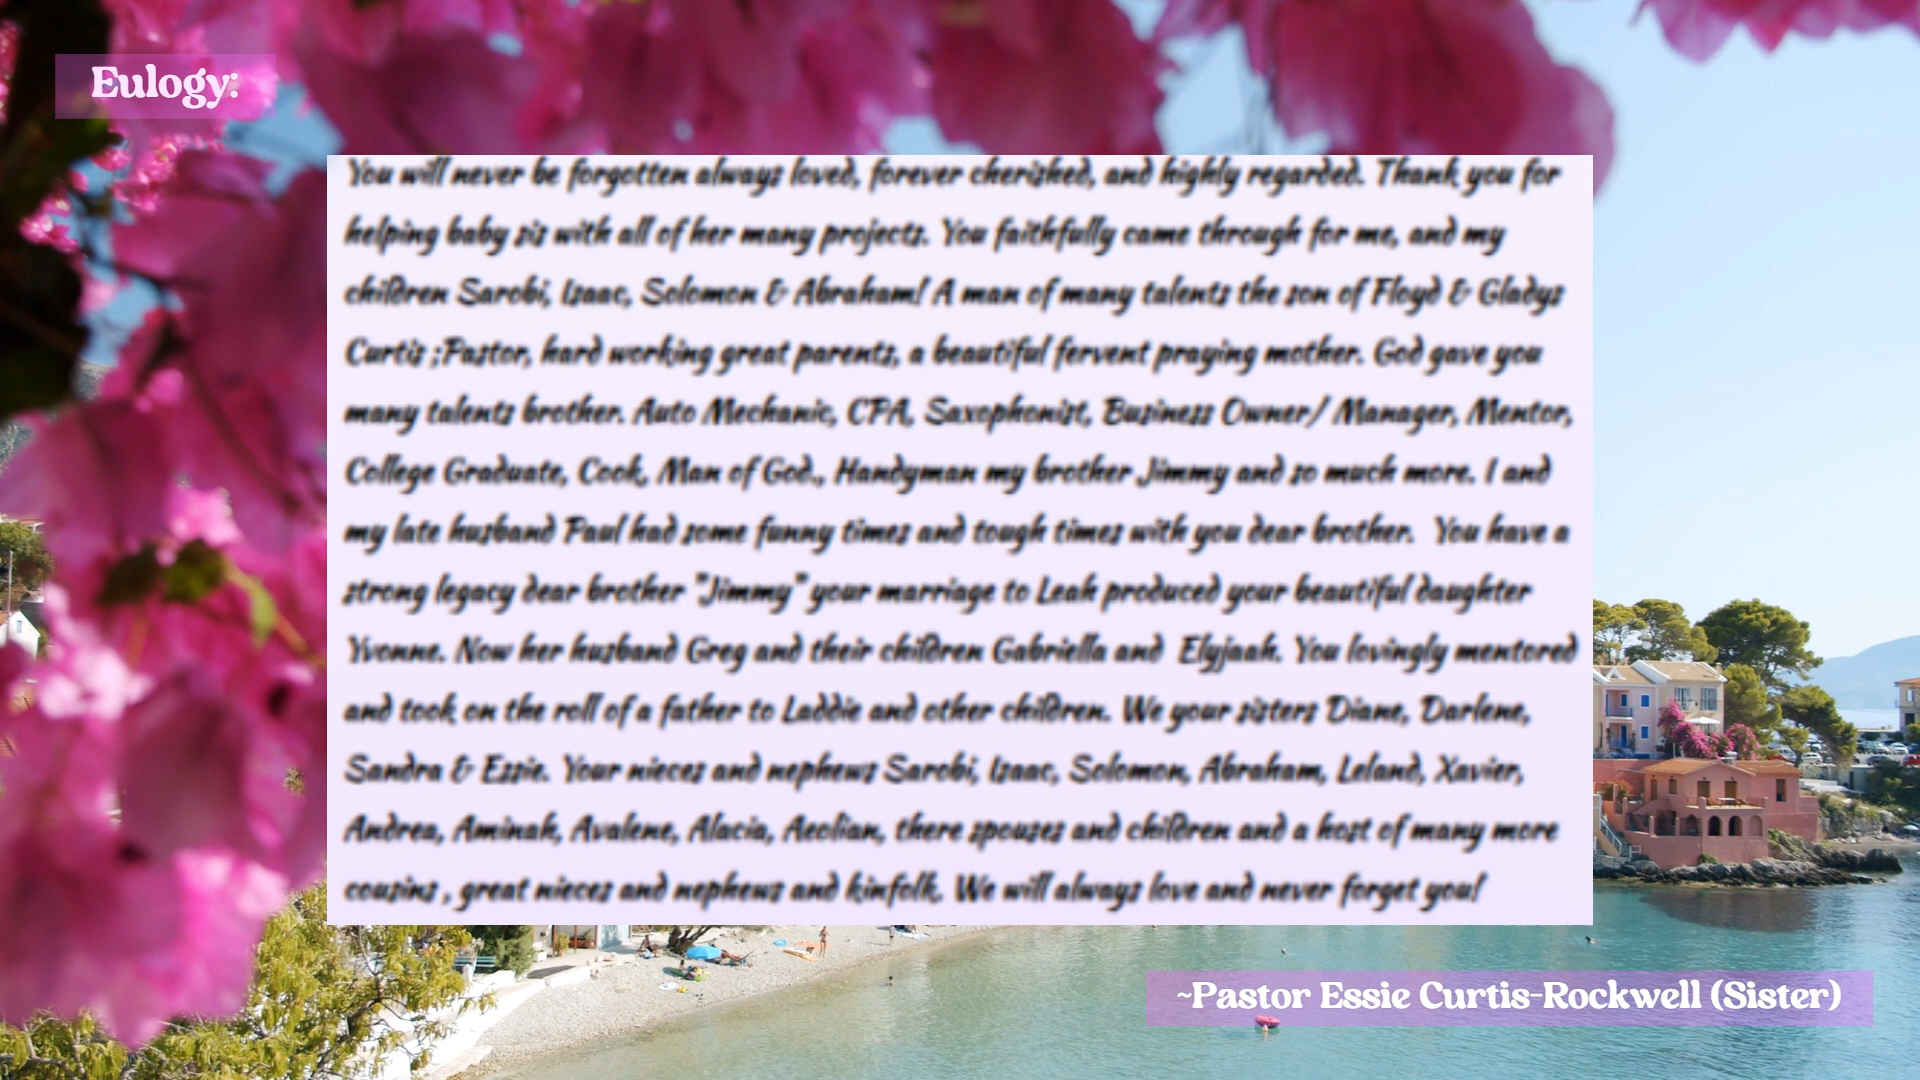 Eulogy:
You will never be forgotten always loved, forever cherished, and highly regarded. Thank you for
helping baby sis with all of her many projects. You faithfully came through for me, and my
children Sarobi, Isaac, Solomon & Abraham! A man of many talents the son of Floyd & Gladys
Curtis ;Pastor, hard working great parents, a beautiful fervent praying mother. God gave you
many talents brother. Auto Mechanic, CPA, Saxophonist, Business Owner/ Manager, Mentor,
College Graduate, Cook, Man of God., Handyman my brother Jimmy and so much more. I and
my late husband Paul had some funny times and tough times with you dear brother.  You have a
strong legacy dear brother "Jimmy" your marriage to Leah produced your beautiful daughter
Yvonne. Now her husband Greg and their children Gabriella and  Elyjaah. You lovingly mentored
and took on the roll of a father to Laddie and other children. We your sisters Diane, Darlene,
Sandra & Essie. Your nieces and nephews Sarobi, Isaac, Solomon, Abraham, Leland, Xavier,
Andrea, Aminah, Avalene, Alacia, Aeolian, there spouses and children and a host of many more
cousins , great nieces and nephews and kinfolk. We will always love and never forget you!
~Pastor Essie Curtis-Rockwell (Sister)